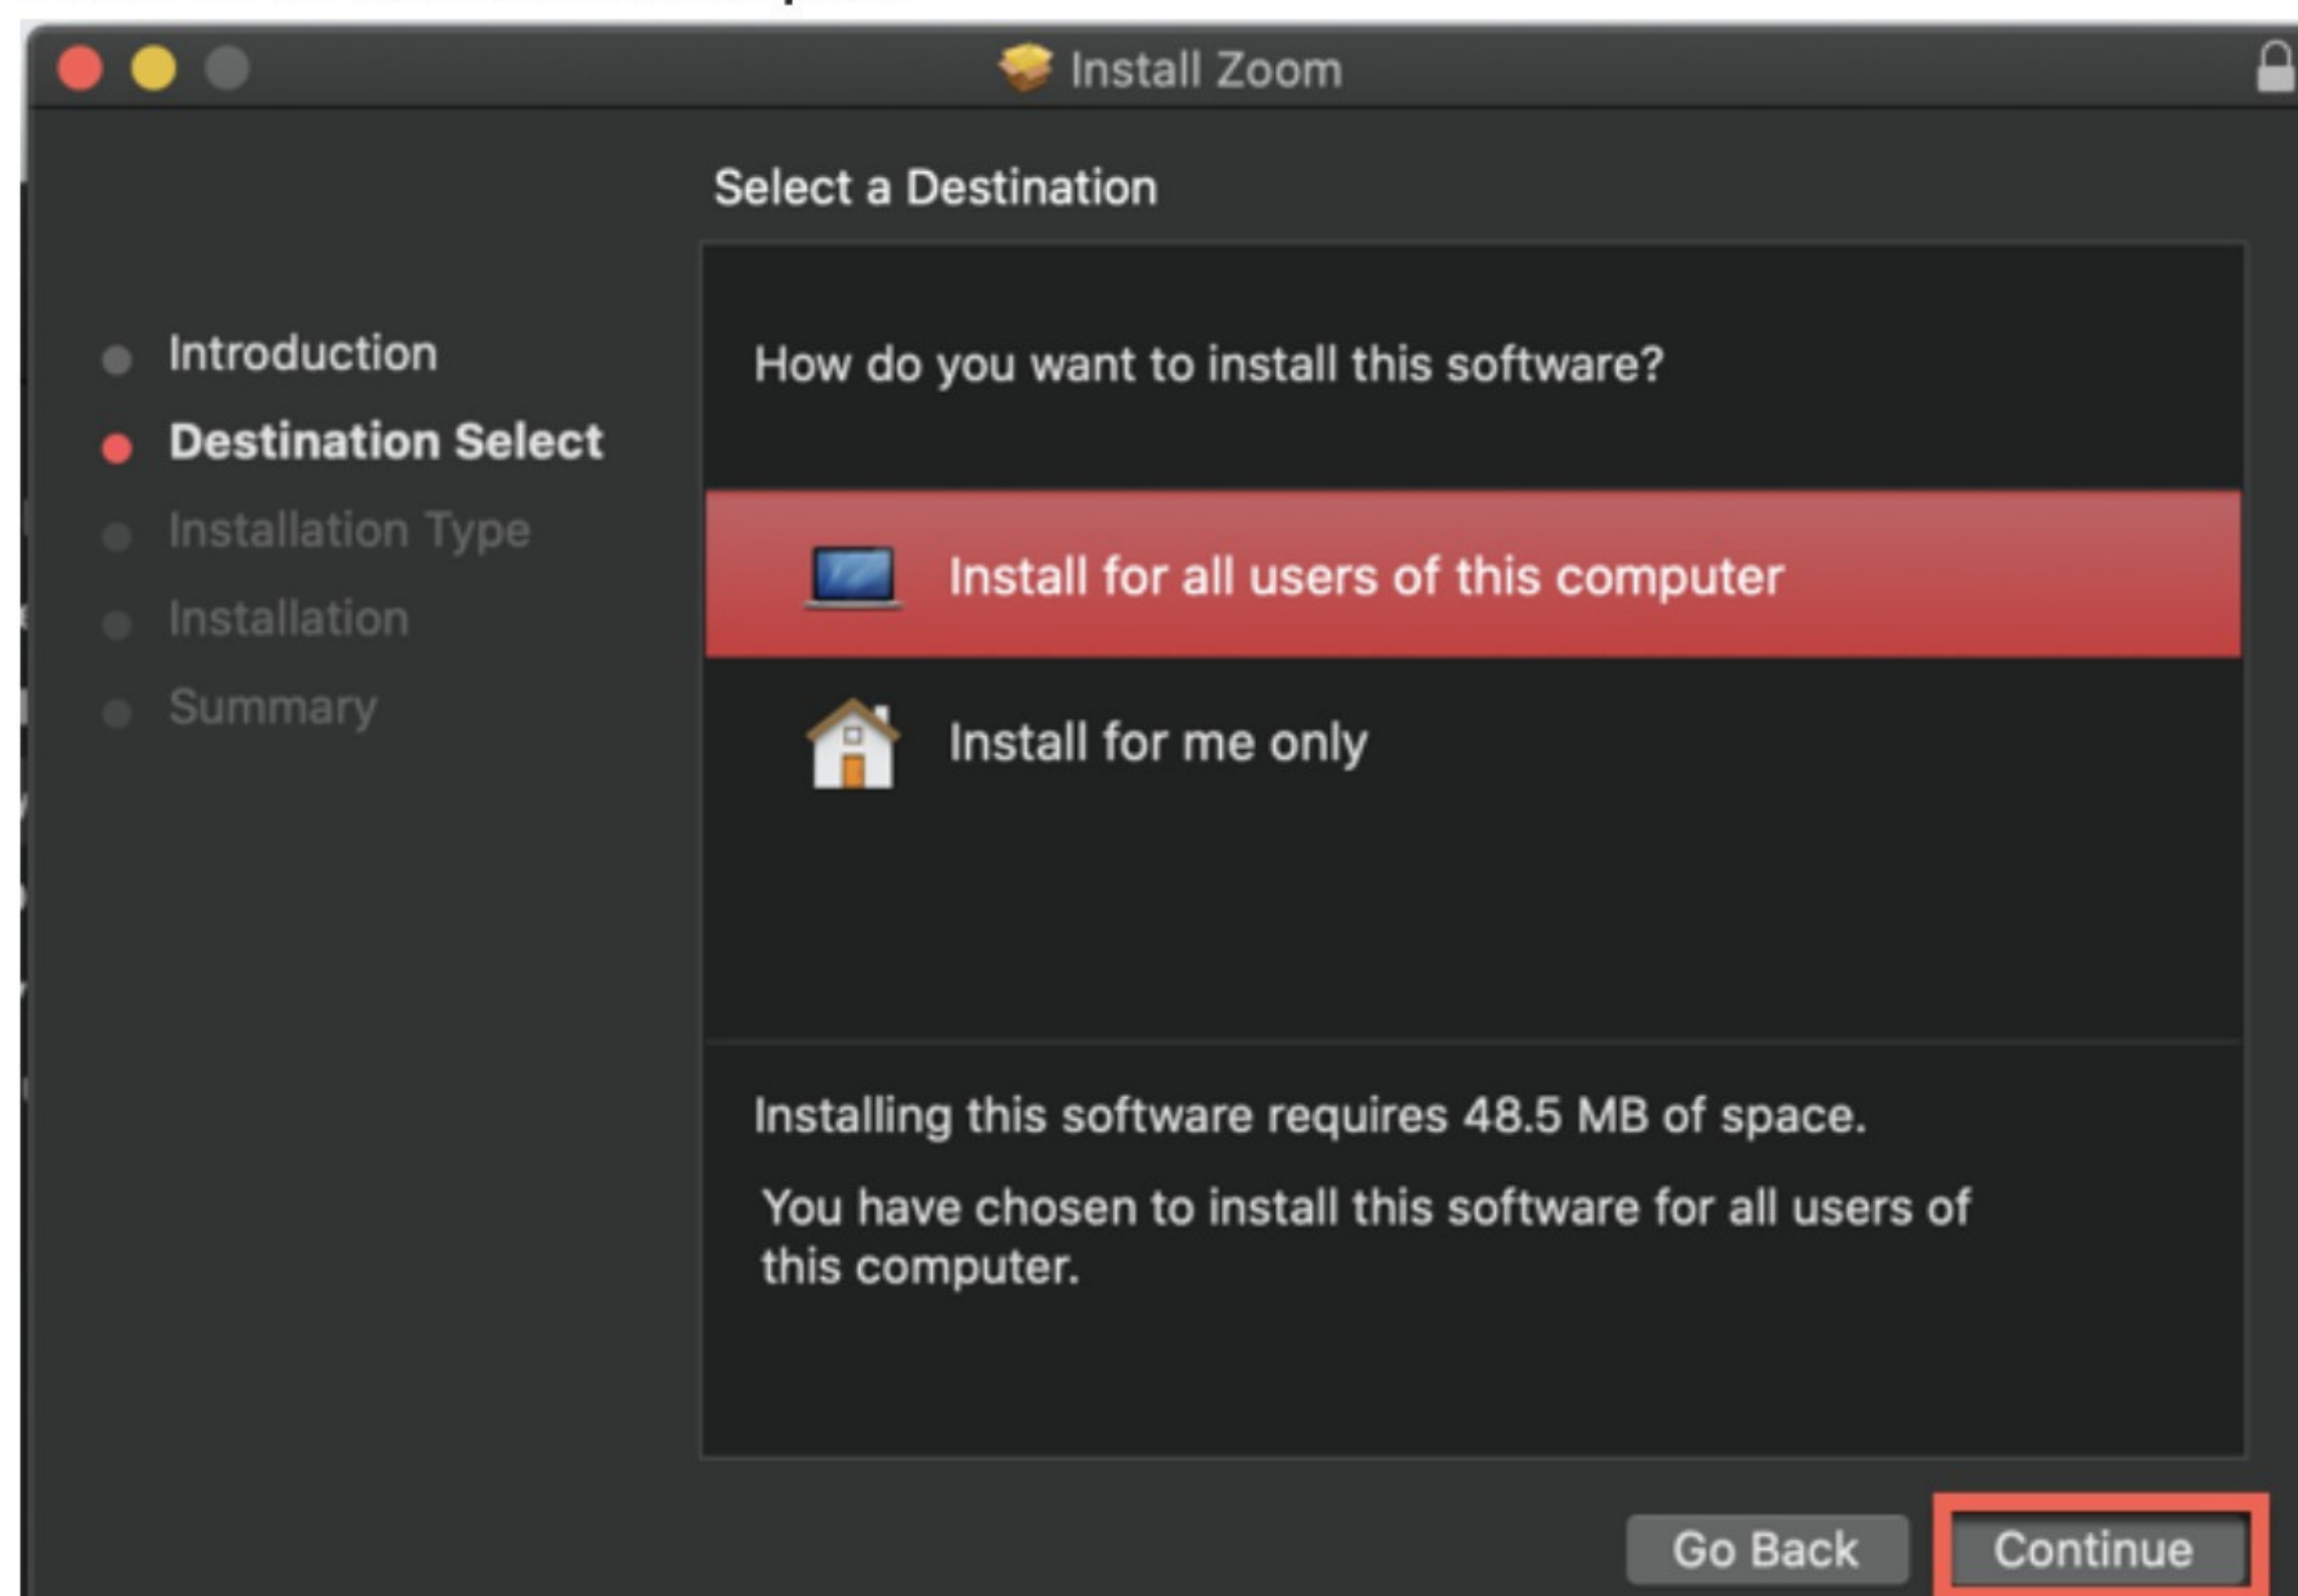 Install Zoom
Select a Destination
Introduction
Destination Select
Installation Type
Installation
Summary
How do you want to install this software?
Install for all users of this computer
Install for me only
Installing this software requires 48.5 MB of space.
You have chosen to install this software for all users of
this computer.
Go Back
Continue